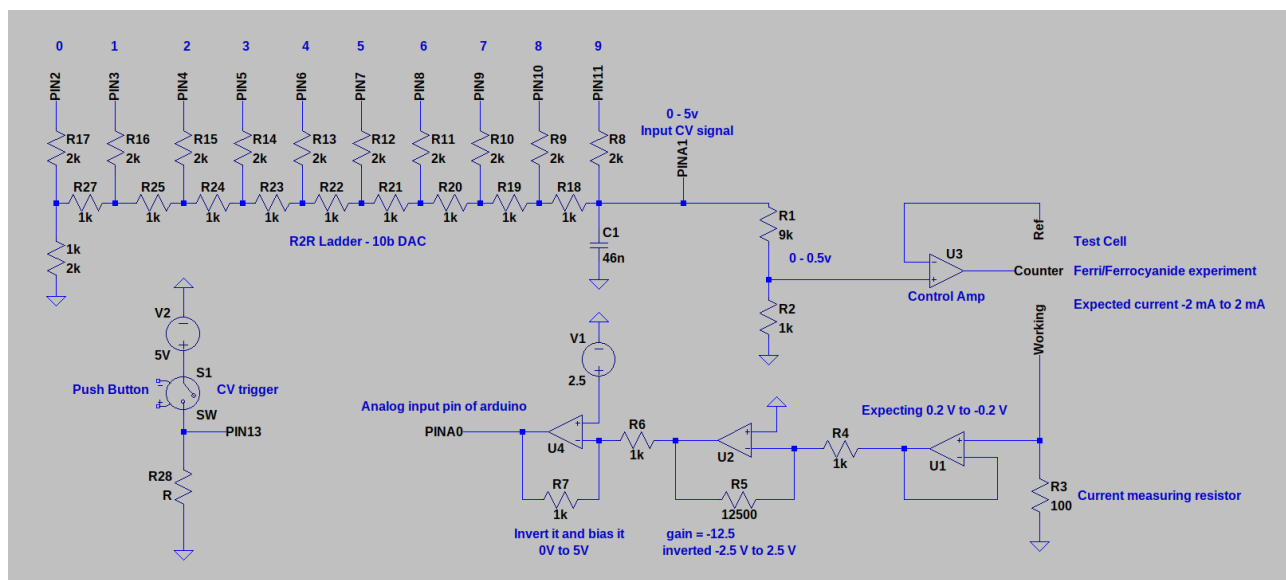 0 1 2 3 4 5 6 7 8 9
PIN2 PIN3 PIN4 PIN5 PIN6 PIN7 PIN8 PIN9 PIN10 PIN11
R17 R16 R15 R14 R13 R12 R11 R10 R9 R8
2k 2k 2k 2k 2k 2k 2k 2k 2k 2k
R27 R25 R24 R23 R22 R21 R20 R19 R18
1k 1k 1k 1k 1k 1k 1k 1k 1k
1k
2k
R2R Ladder - 10b DAC
C1
46n
0 - 5v
Input CV signal
PINA1
R1
9k
0 - 0.5v
R2
1k
U3
Control Amp
Ref
Counter
Working
Test Cell
Ferri/Ferrocyanide experiment
Expected current -2 mA to 2 mA
V2
5V
S1
SW
Push Button
CV trigger
PIN13
R28
R
V1
2.5
Analog input pin of arduino
PINA0
U4
R6
1k
R7
1k
Invert it and bias it
0V to 5V
U2
R5
12500
gain = -12.5
inverted -2.5 V to 2.5 V
R4
1k
Expecting 0.2 V to -0.2 V
U1
R3
100
Current measuring resistor